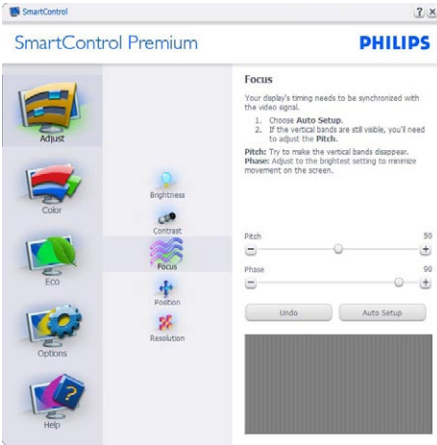 SmartControl
SmartControl Premium
PHILIPS
Adjust
Color
Eco
Options
Help
Brightness
Contrast
Focus
Position
Resolution
Focus
Your display's timing needs to be synchronized with
the video signal.
1. Choose Auto Setup.
2. If the vertical bands are still visible, you'll need
to adjust the Pitch.
Pitch: Try to make the vertical bands disappear.
Phase: Adjust to the brightest setting to minimize
movement on the screen.
Pitch 50
Phase 90
Undo Auto Setup